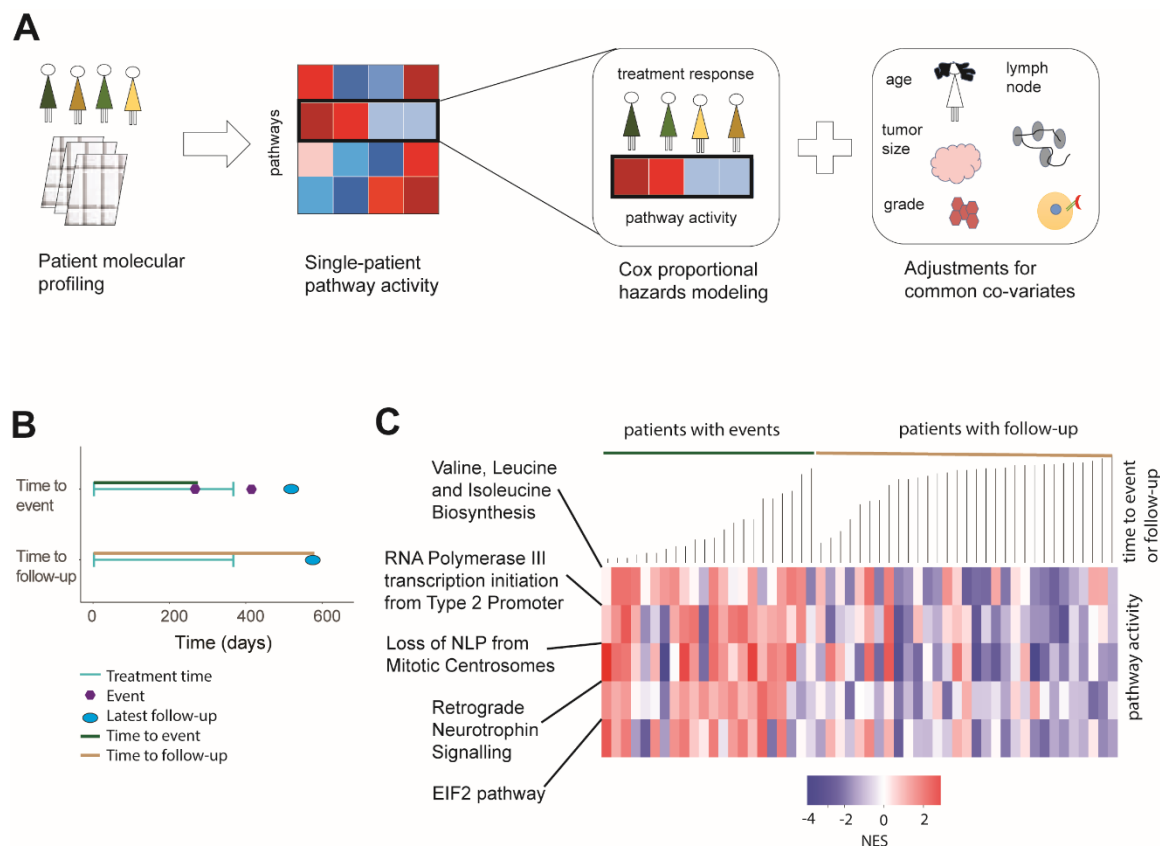 A
pathways
treatment response
pathway activity
age
lymph
node
tumor
size
grade
Patient molecular
profiling
Single-patient
pathway activity
Cox proportional
hazards modeling
Adjustments for
common co-variates
B
Time to
event
Time to
follow-up
0
200
400
600
Time (days)
Treatment time
Event
Latest follow-up
Time to event
Time to follow-up
C
patients with events
patients with follow-up
time to event
or follow-up
Valine, Leucine
and Isoleucine
Biosynthesis
RNA Polymerase III
transcription initiation
from Type 2 Promoter
Loss of NLP from
Mitotic Centrosomes
Retrograde
Neurotrophin
Signalling
EIF2 pathway
pathway activity
-4
-2
0
2
NES